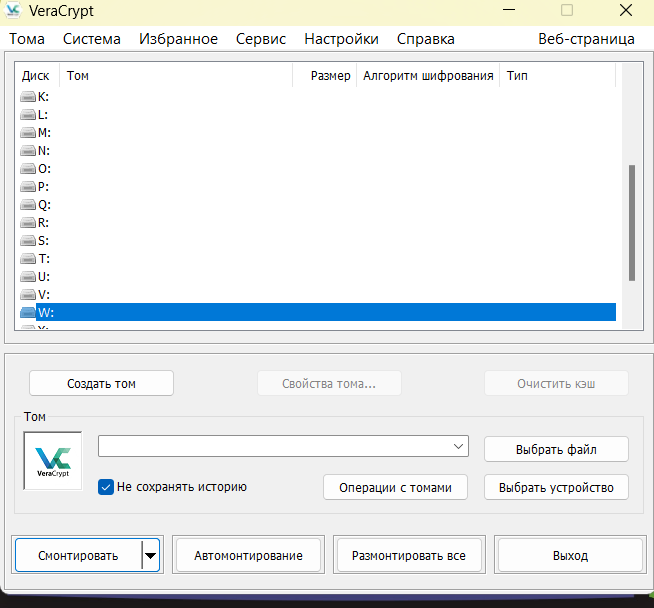 VeraCrypt
Тома Система Избранное Сервис Настройки Справка Веб-страница
Диск Том Размер Алгоритм шифрования Тип
K:
L:
M:
N:
O:
P:
Q:
R:
S:
T:
U:
V:
W:
Создать том Свойства тома... Очистить кэш
Том
VeraCrypt
Выбрать файл
Не сохранять историю Операции с томами Выбрать устройство
Смонтировать Автомонтирование Размонтировать все Выход